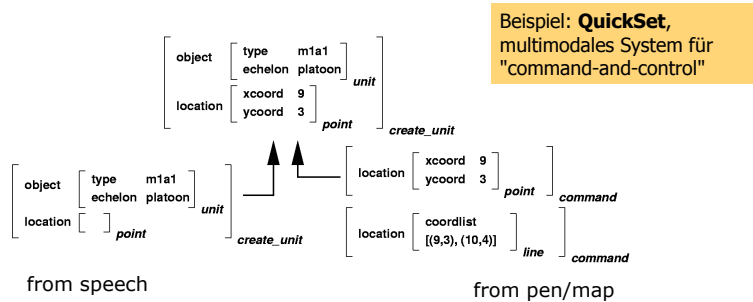 Beispiel: QuickSet,
multimodales System für
"command-and-control"
object type m1a1
echelon platoon
unit
location xcoord 9
ycoord 3
point
create_unit
object type m1a1
echelon platoon
unit
location
point
create_unit
from speech
location xcoord 9
ycoord 3
point
command
location coordlist
[(9,3), (10,4)]
line
command
from pen/map